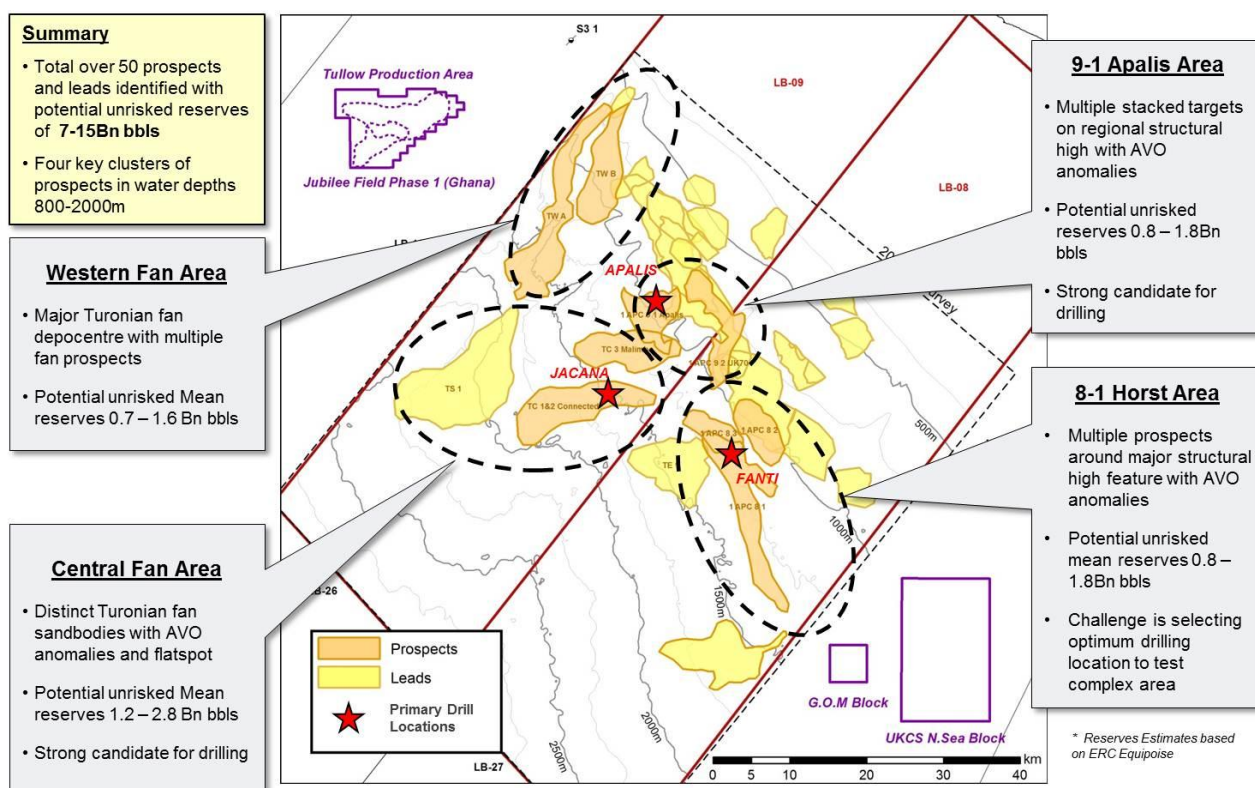 Summary
• Total over 50 prospects
and leads identified with
potential unrisked reserves
of 7-15Bn bbls
• Four key clusters of
prospects in water depths
800-2000m
Western Fan Area
• Major Turonian fan
depocentre with multiple
fan prospects
• Potential unrisked Mean
reserves 0.7 – 1.6 Bn bbls
Central Fan Area
• Distinct Turonian fan
sandbodies with AVO
anomalies and flatspot
• Potential unrisked Mean
reserves 1.2 – 2.8 Bn bbls
• Strong candidate for drilling
S3 1
Tullow Production Area
Jubilee Field Phase 1 (Ghana)
LB-09
LB-08
TW B
TW A
APALIS
TC 3
JACANA
TS 1
TC 1&2 Connected
1 APC 8 3
1 APC 8 2
TE
FANTI
1 APC 8 1
500m
1000m
1500m
2000m
2500m
LB-26
LB-27
Prospects
Leads
Primary Drill
Locations
G.O.M Block
UKCS N.Sea Block
km
0 5 10 20 30 40
9-1 Apalis Area
• Multiple stacked targets
on regional structural
high with AVO
anomalies
• Potential unrisked
reserves 0.8 – 1.8Bn
bbls
• Strong candidate for
drilling
8-1 Horst Area
• Multiple prospects
around major structural
high feature with AVO
anomalies
• Potential unrisked
mean reserves 0.8 –
1.8Bn bbls
• Challenge is selecting
optimum drilling
location to test
complex area
* Reserves Estimates based
on ERC Equipoise